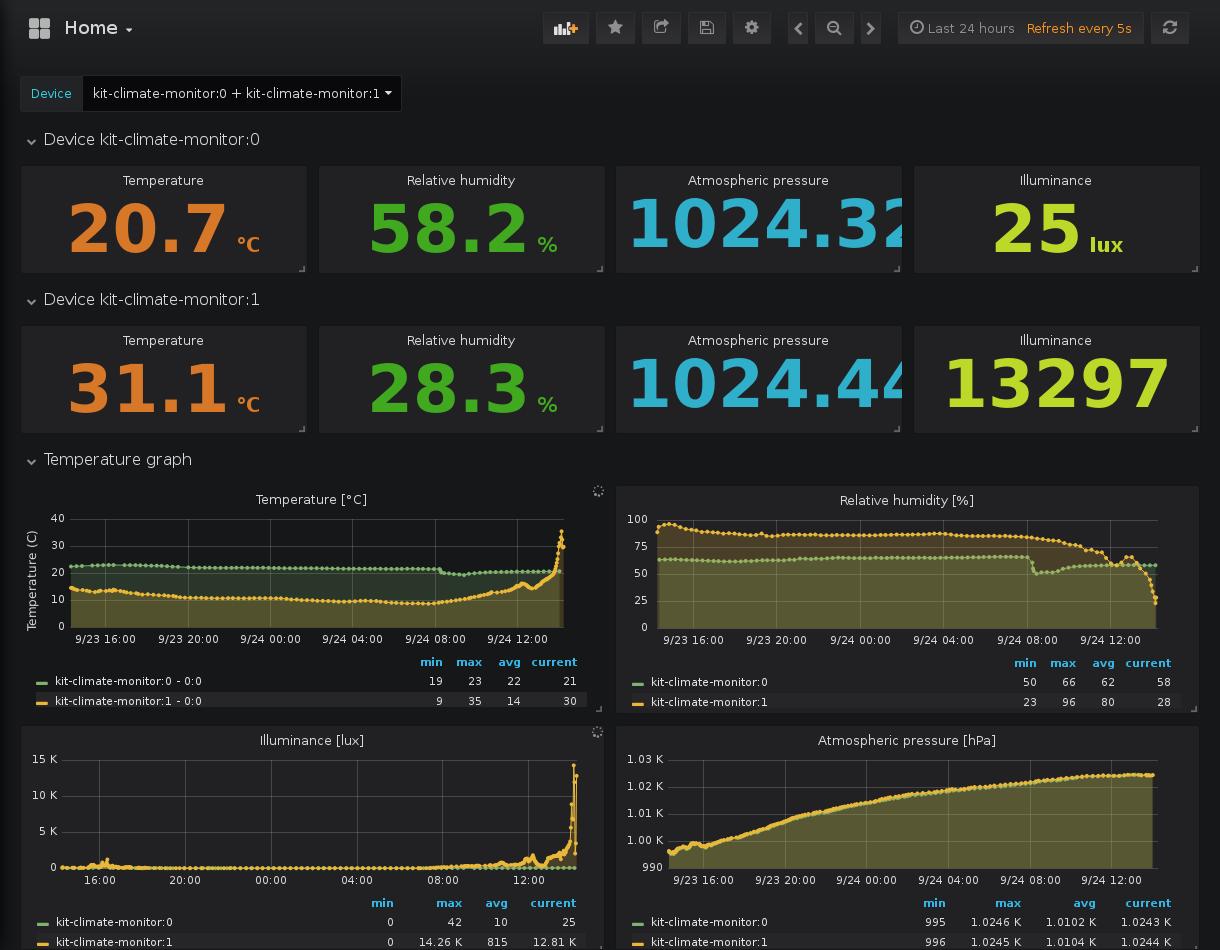 Home
Last 24 hours Refresh every 5s
Device kit-climate-monitor:0 + kit-climate-monitor:1
Device kit-climate-monitor:0
Temperature Relative humidity Atmospheric pressure Illuminance
20.7 °C 58.2 % 1024.32 25 lux
Device kit-climate-monitor:1
Temperature Relative humidity Atmospheric pressure Illuminance
31.1 °C 28.3 % 1024.44 13297
Temperature graph
Temperature [°C]
Temperature (C)
40
30
20
10
0
9/23 16:00 9/23 20:00 9/24 00:00 9/24 04:00 9/24 08:00 9/24 12:00
min max avg current
kit-climate-monitor:0 - 0:0 19 23 22 21
kit-climate-monitor:1 - 0:0 9 35 14 30
Relative humidity [%]
100
75
50
25
0
9/23 16:00 9/23 20:00 9/24 00:00 9/24 04:00 9/24 08:00 9/24 12:00
min max avg current
kit-climate-monitor:0 50 66 62 58
kit-climate-monitor:1 23 96 80 28
Illuminance [lux]
15 K
10 K
5 K
0
16:00 20:00 00:00 04:00 08:00 12:00
min max avg current
kit-climate-monitor:0 0 42 10 25
kit-climate-monitor:1 0 14.26 K 815 12.81 K
Atmospheric pressure [hPa]
1.03 K
1.02 K
1.01 K
1.00 K
990
9/23 16:00 9/23 20:00 9/24 00:00 9/24 04:00 9/24 08:00 9/24 12:00
min max avg current
kit-climate-monitor:0 995 1.0246 K 1.0102 K 1.0243 K
kit-climate-monitor:1 996 1.0245 K 1.0104 K 1.0244 K